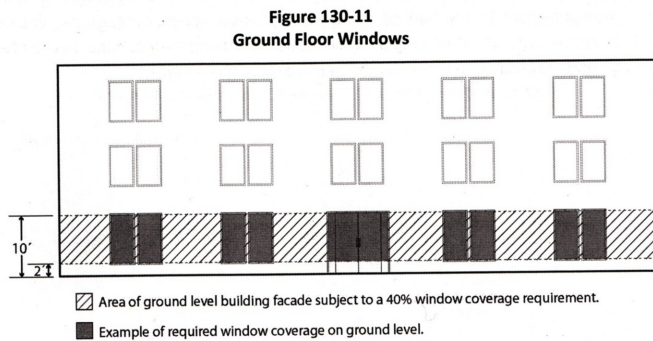 Figure 130-11
Ground Floor Windows
10´
2´
Area of ground level building facade subject to a 40% window coverage requirement.
Example of required window coverage on ground level.